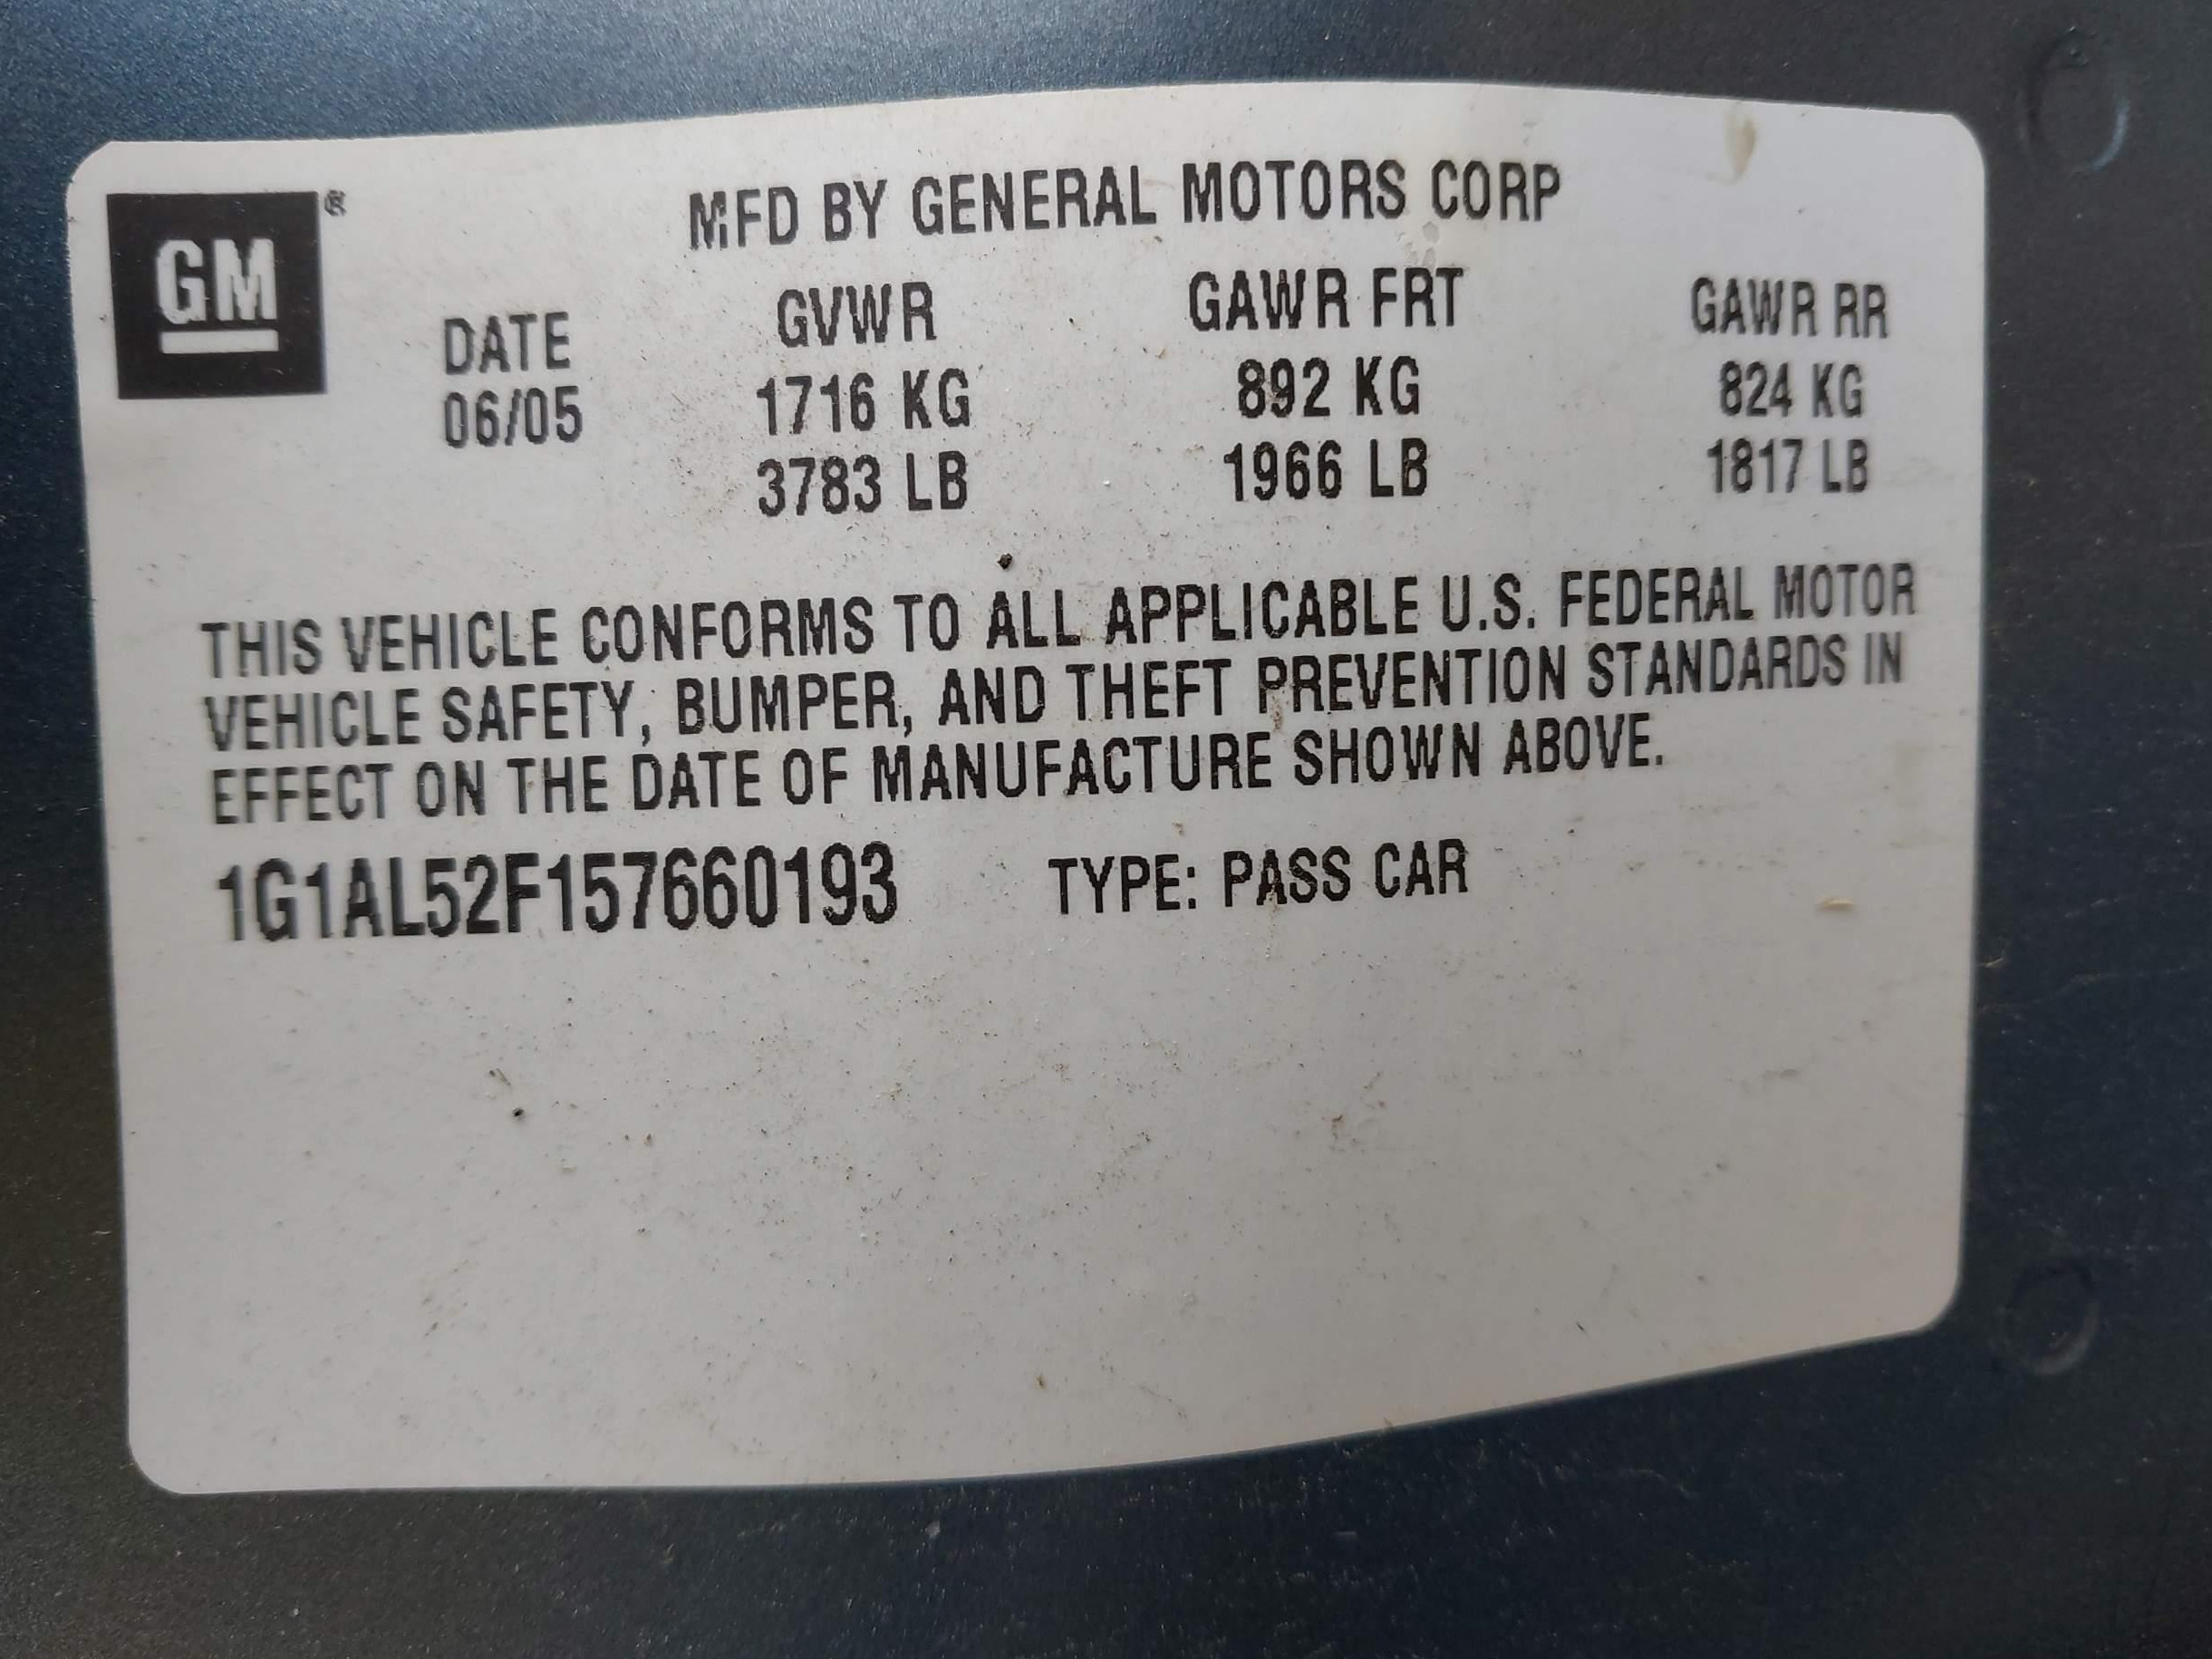 GM®
MFD BY GENERAL MOTORS CORP
DATE GVWR GAWR FRT GAWR RR
06/05 1716 KG 892 KG 824 KG
3783 LB 1966 LB 1817 LB
THIS VEHICLE CONFORMS TO ALL APPLICABLE U.S. FEDERAL MOTOR
VEHICLE SAFETY, BUMPER, AND THEFT PREVENTION STANDARDS IN
EFFECT ON THE DATE OF MANUFACTURE SHOWN ABOVE.
1G1AL52F157660193 TYPE: PASS CAR